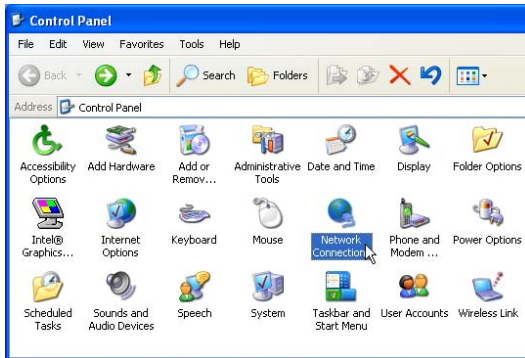 Control Panel
File Edit View Favorites Tools Help
Back Search Folders
Address Control Panel
Accessibility Options
Add Hardware
Add or Remov...
Administrative Tools
Date and Time
Display
Folder Options
Intel® Graphics...
Internet Options
Keyboard
Mouse
Network Connections
Phone and Modem ...
Power Options
Scheduled Tasks
Sounds and Audio Devices
Speech
System
Taskbar and Start Menu
User Accounts
Wireless Link